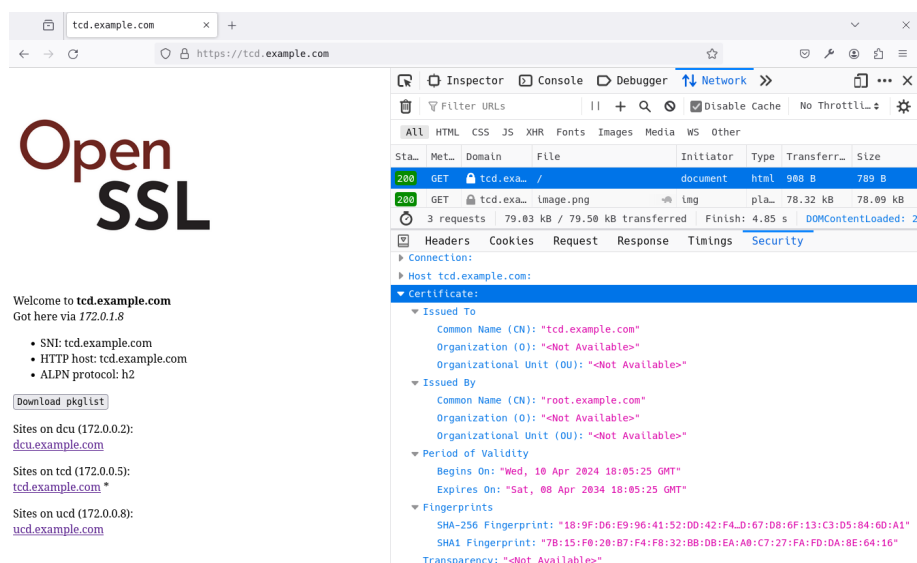 tcd.example.com × +
https://tcd.example.com
Inspector Console Debugger Network
Filter URLs Disable Cache No Throttli…
All HTML CSS JS XHR Fonts Images Media WS Other
Sta… Met… Domain File Initiator Type Transferr… Size
200 GET tcd.exa… / document html 908 B 789 B
200 GET tcd.exa… image.png img pla… 78.32 kB 78.09 kB
3 requests 79.03 kB / 79.50 kB transferred Finish: 4.85 s DOMContentLoaded: 2
Headers Cookies Request Response Timings Security
Connection:
Host tcd.example.com:
Certificate:
Issued To
Common Name (CN): "tcd.example.com"
Organization (O): "<Not Available>"
Organizational Unit (OU): "<Not Available>"
Issued By
Common Name (CN): "root.example.com"
Organization (O): "<Not Available>"
Organizational Unit (OU): "<Not Available>"
Period of Validity
Begins On: "Wed, 10 Apr 2024 18:05:25 GMT"
Expires On: "Sat, 08 Apr 2034 18:05:25 GMT"
Fingerprints
SHA-256 Fingerprint: "18:9F:D6:E9:96:41:52:DD:42:F4…D:67:D8:6F:13:C3:D5:84:6D:A1"
SHA1 Fingerprint: "7B:15:F0:20:B7:F4:F8:32:BB:DB:EA:A0:C7:27:FA:FD:DA:8E:64:16"
Transparency: "<Not Available>"
Open
SSL
Welcome to tcd.example.com
Got here via 172.0.1.8
• SNI: tcd.example.com
• HTTP host: tcd.example.com
• ALPN protocol: h2
Download pkglist
Sites on dcu (172.0.0.2):
dcu.example.com
Sites on tcd (172.0.0.5):
tcd.example.com *
Sites on ucd (172.0.0.8):
ucd.example.com